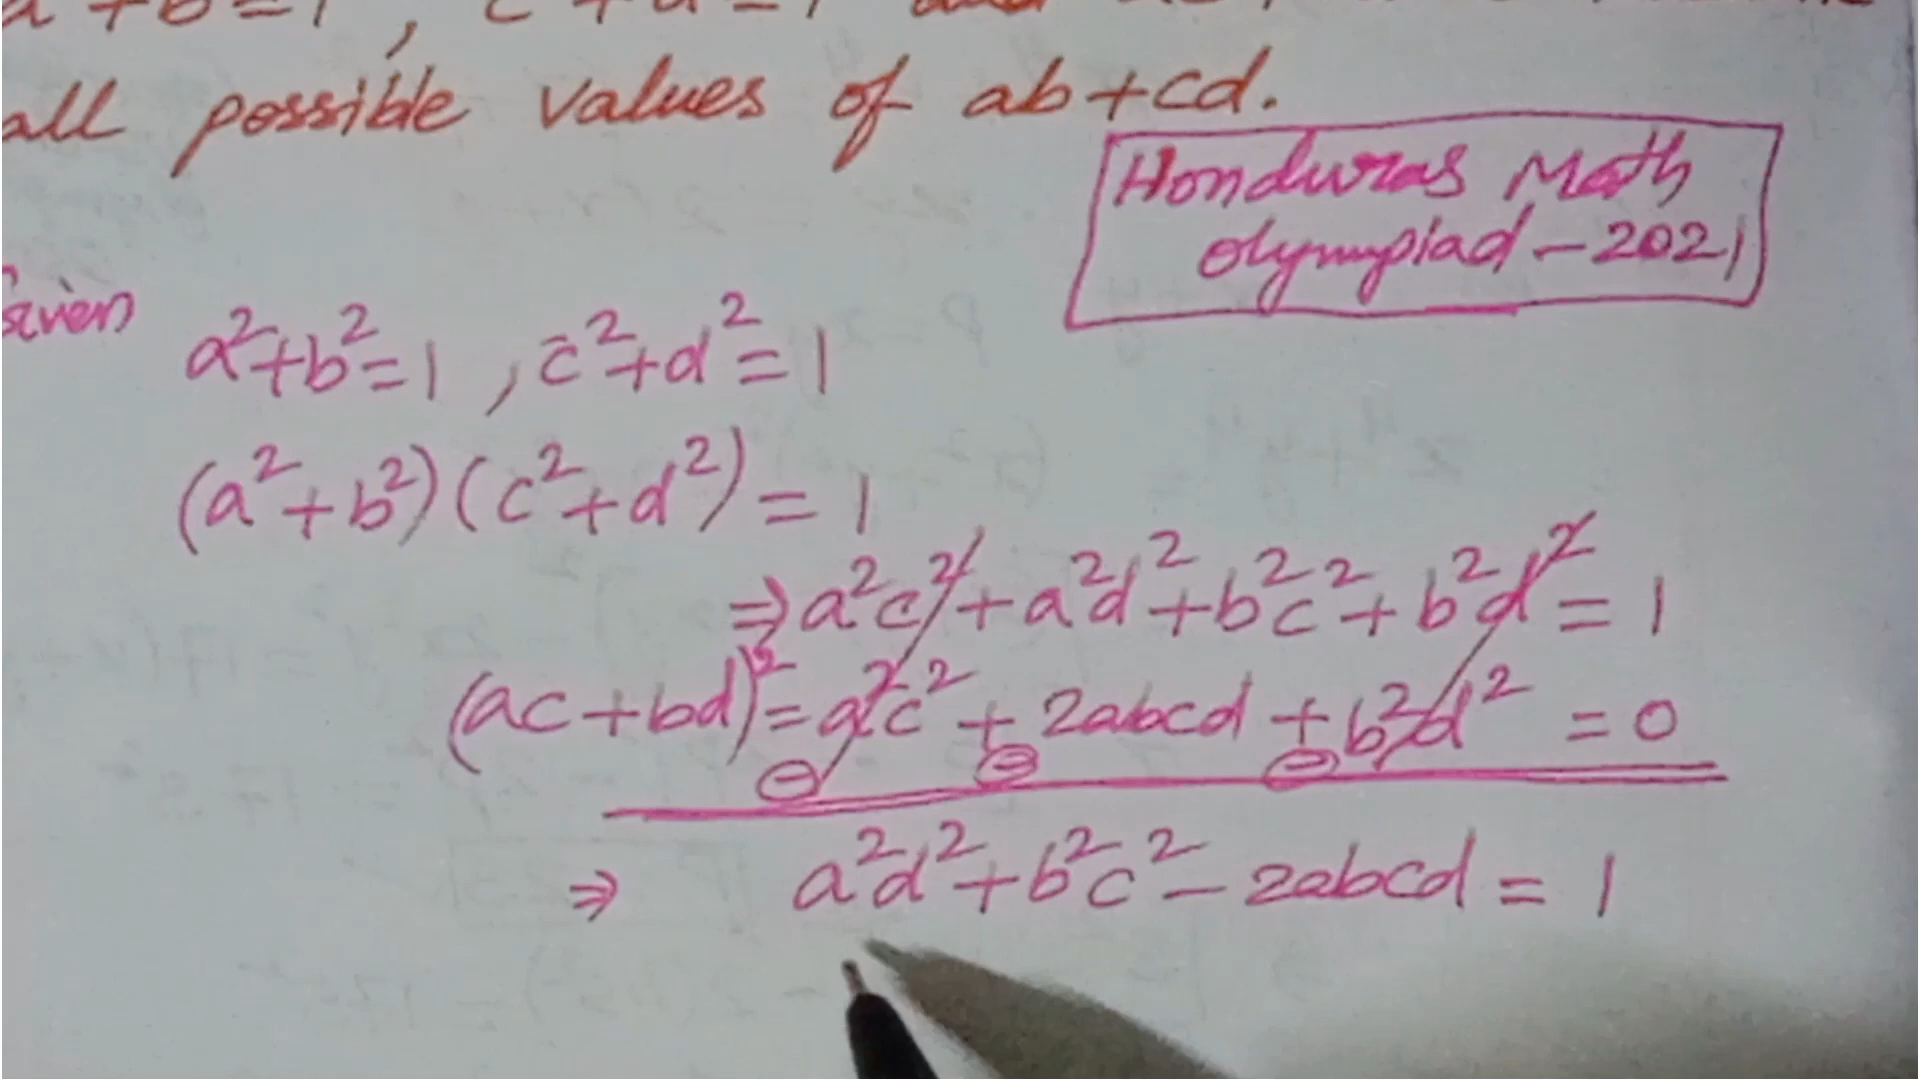 all possible values of ab+cd.
Honduras Math
Olympiad-2021
Given
a²+b²=1, c²+d²=1
(a²+b²)(c²+d²)=1
⇒a²c²+a²d²+b²c²+b²d²=1
(ac+bd)²=a²c²+2abcd+b²d²=0
⇒ a²d²+b²c²-2abcd=1